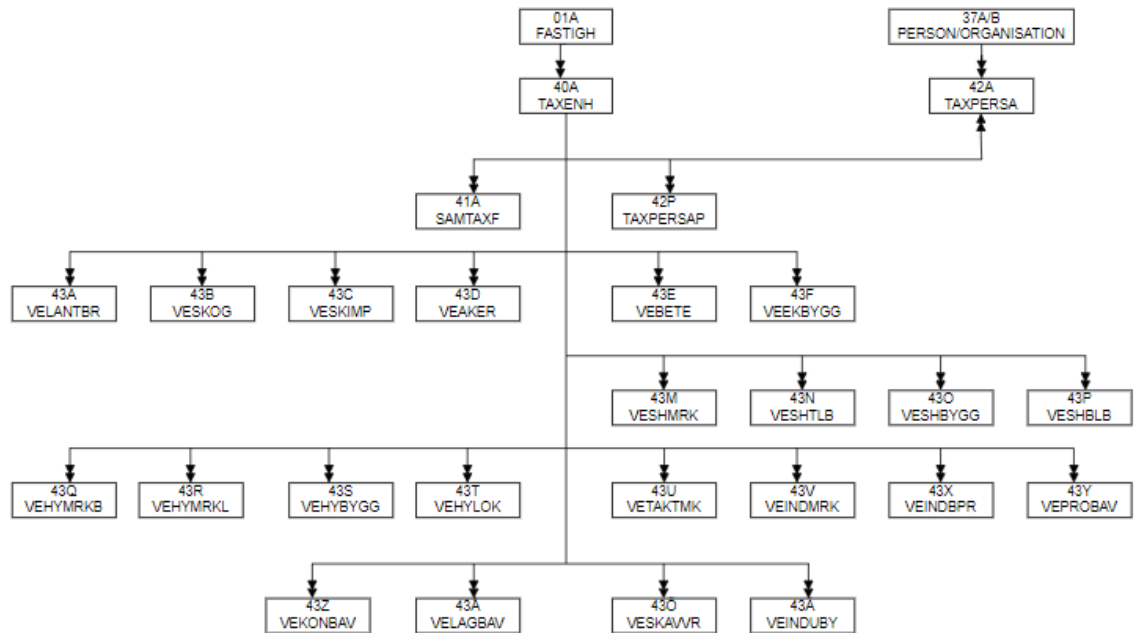 01A
FASTIGH
37A/B
PERSON/ORGANISATION
40A
TAXENH
42A
TAXPERSA
41A
SAMTAXF
42P
TAXPERSAP
43A
VELANTBR
43B
VESKOG
43C
VESKIMP
43D
VEAKER
43E
VEBETE
43F
VEEKBYGG
43M
VESHMRK
43N
VESHTLB
43O
VESHBYGG
43P
VESHBLB
43Q
VEHYMRKB
43R
VEHYMRKL
43S
VEHYBYGG
43T
VEHYLOK
43U
VETAKTMK
43V
VEINDMRK
43X
VEINDBPR
43Y
VEPROBAV
43Z
VEKONBAV
43Å
VELAGBAV
43Ö
VESKAVVR
43Ä
VEINDUBY